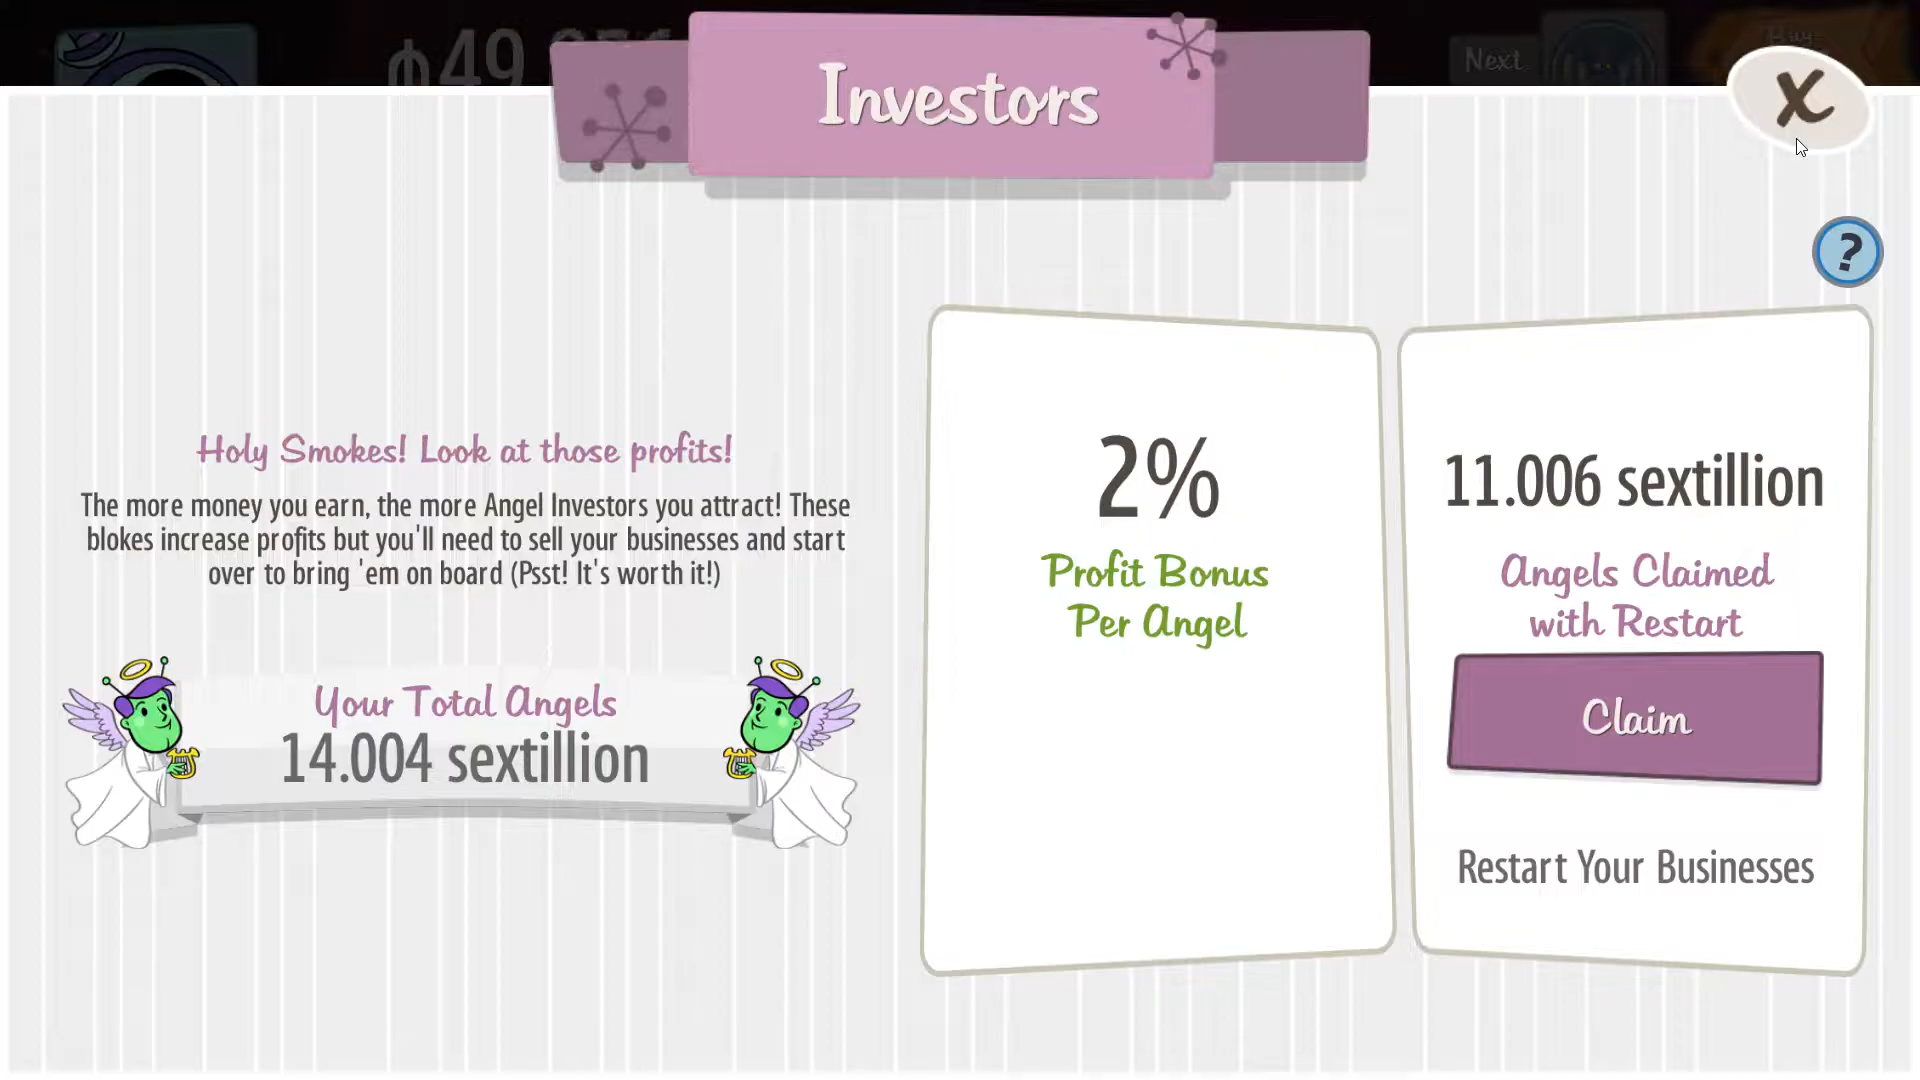 ф49
Next
Buy
Investors
X
?
Holy Smokes! Look at those profits!
The more money you earn, the more Angel Investors you attract! These
blokes increase profits but you'll need to sell your businesses and start
over to bring 'em on board (Psst! It's worth it!)
Your Total Angels
14.004 sextillion
2%
Profit Bonus
Per Angel
11.006 sextillion
Angels Claimed
with Restart
Claim
Restart Your Businesses